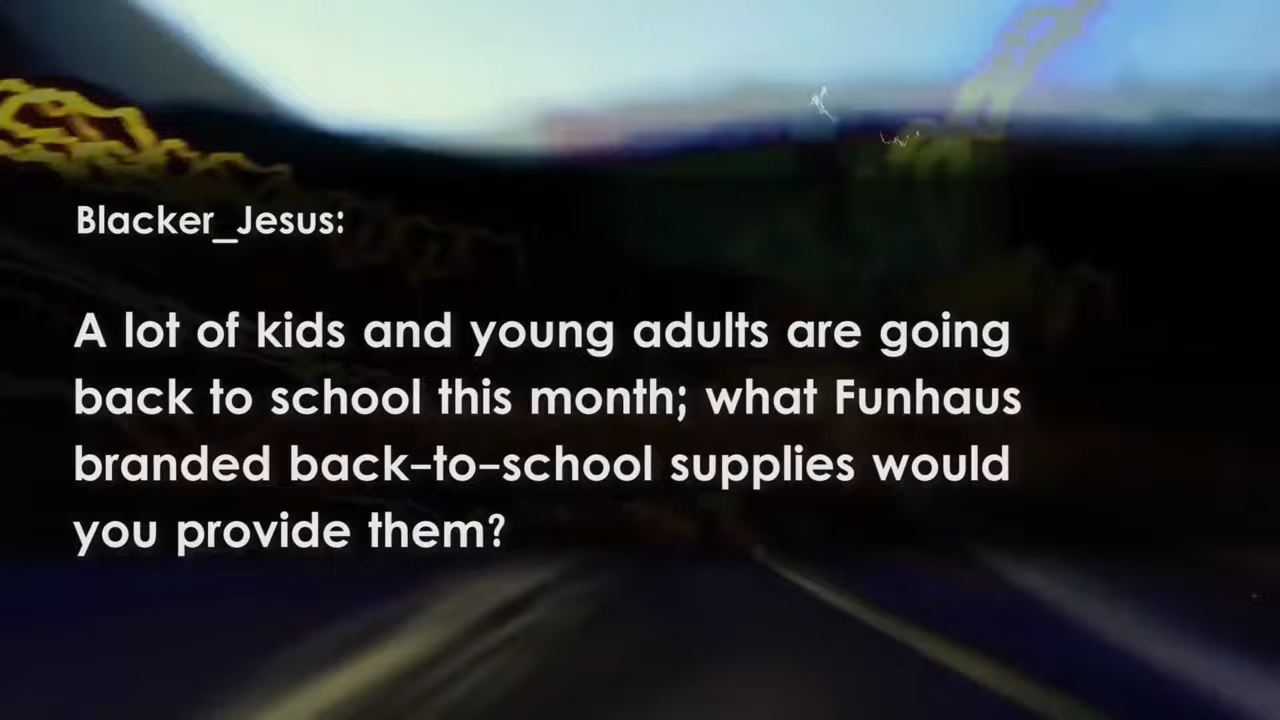 Blacker_Jesus:
A lot of kids and young adults are going
back to school this month; what Funhaus
branded back-to-school supplies would
you provide them?